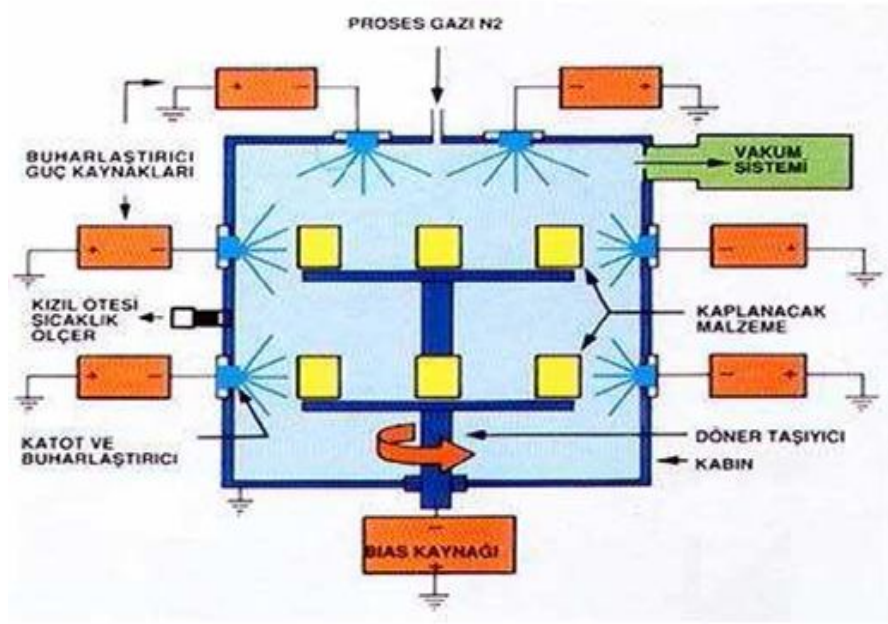 PROSES GAZI N2
BUHARLAŞTIRICI
GUÇ KAYNAKLARI
VAKUM
SİSTEMİ
+ -
- +
+ -
- +
KIZIL ÖTESİ
SICAKLIK
ÖLÇER
KAPLANACAK
MALZEME
+ -
- +
KATOT VE
BUHARLAŞTIRICI
DÖNER TAŞIYICI
KABIN
-
BIAS KAYNAĞI
+